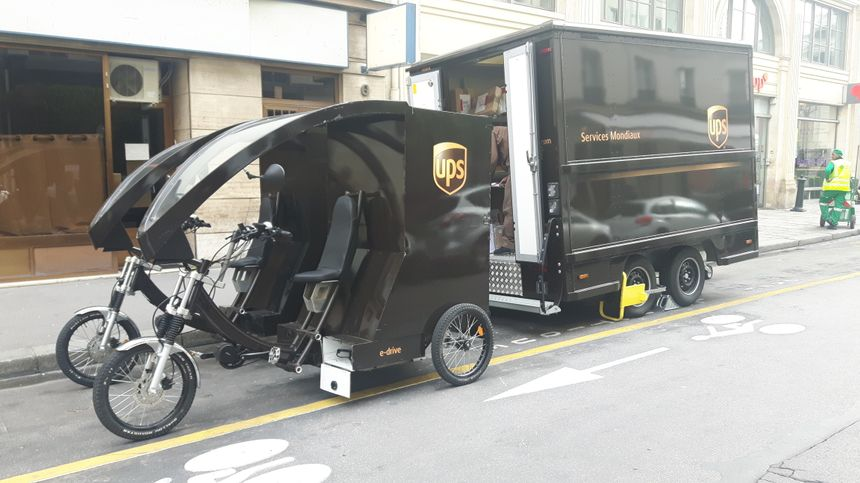 ups
e-drive
Services Mondiaux
ups